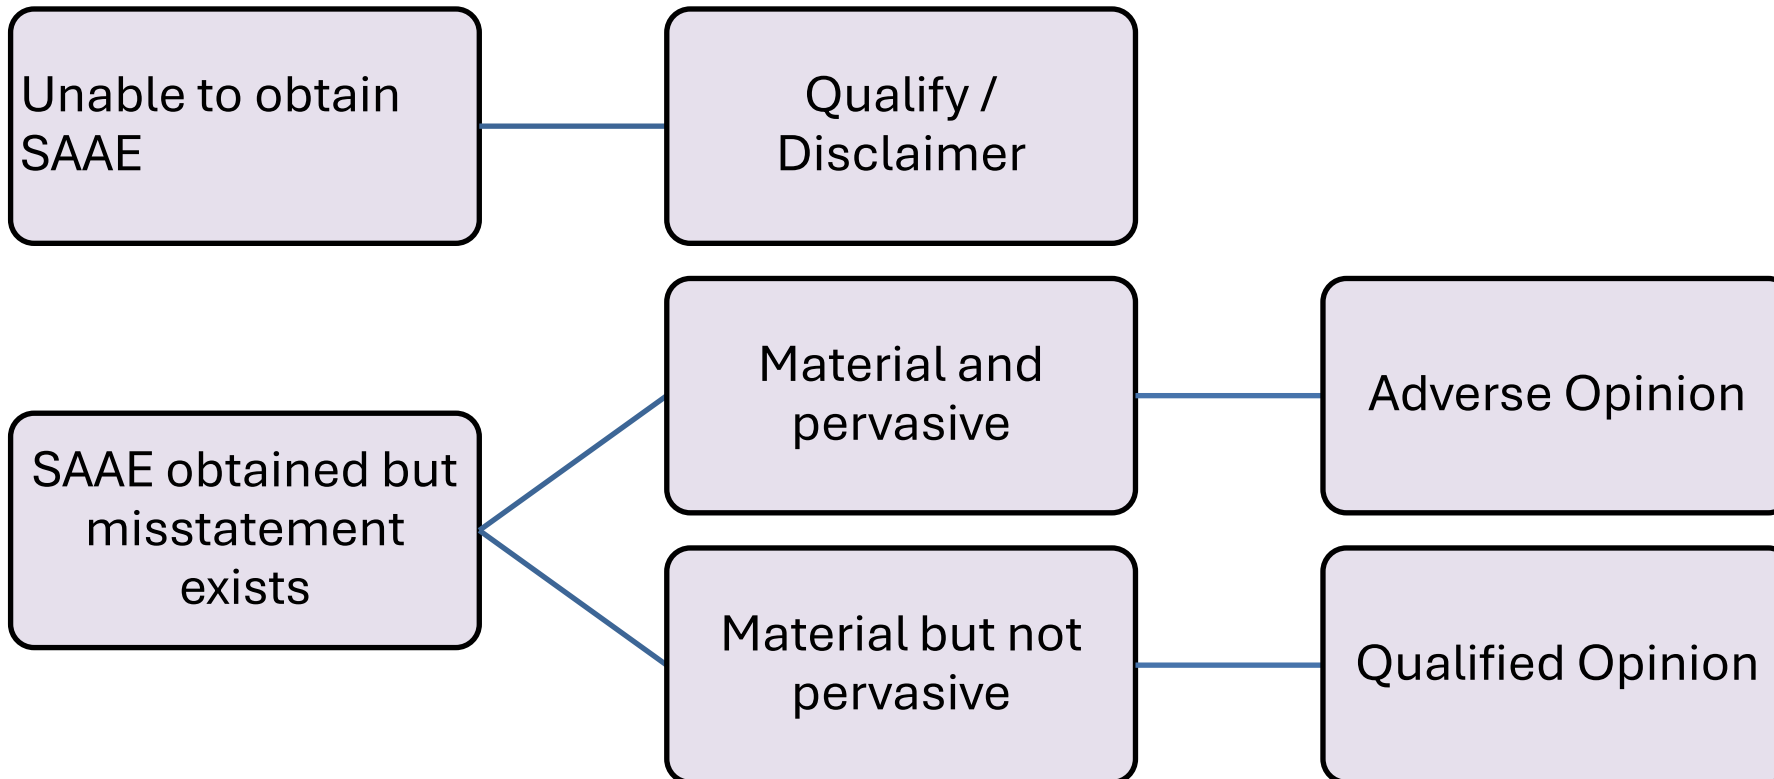 Unable to obtain
SAAE
Qualify /
Disclaimer
SAAE obtained but
misstatement
exists
Material and
pervasive
Adverse Opinion
Material but not
pervasive
Qualified Opinion